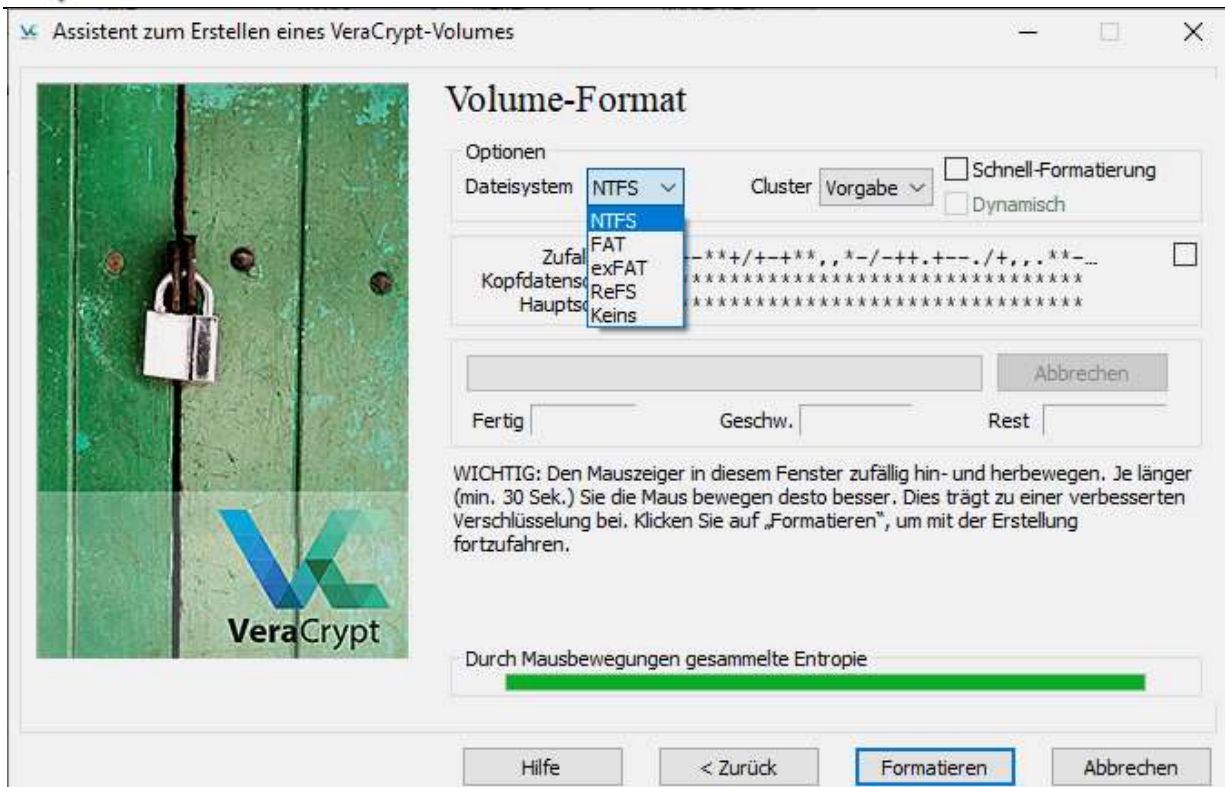 Assistent zum Erstellen eines VeraCrypt-Volumes
Volume-Format
Optionen
Dateisystem NTFS Cluster Vorgabe Schnell-Formatierung
Dynamisch
NTFS
FAT
exFAT
ReFS
Keins
Zufal -**+/+-+**,,*-/-++.+--./+,,.**-…
Kopfdatensc ********************************
Hauptsc ********************************
Abbrechen
Fertig Geschw. Rest
WICHTIG: Den Mauszeiger in diesem Fenster zufällig hin- und herbewegen. Je länger
(min. 30 Sek.) Sie die Maus bewegen desto besser. Dies trägt zu einer verbesserten
Verschlüsselung bei. Klicken Sie auf „Formatieren“, um mit der Erstellung
fortzufahren.
VeraCrypt
Durch Mausbewegungen gesammelte Entropie
Hilfe < Zurück Formatieren Abbrechen